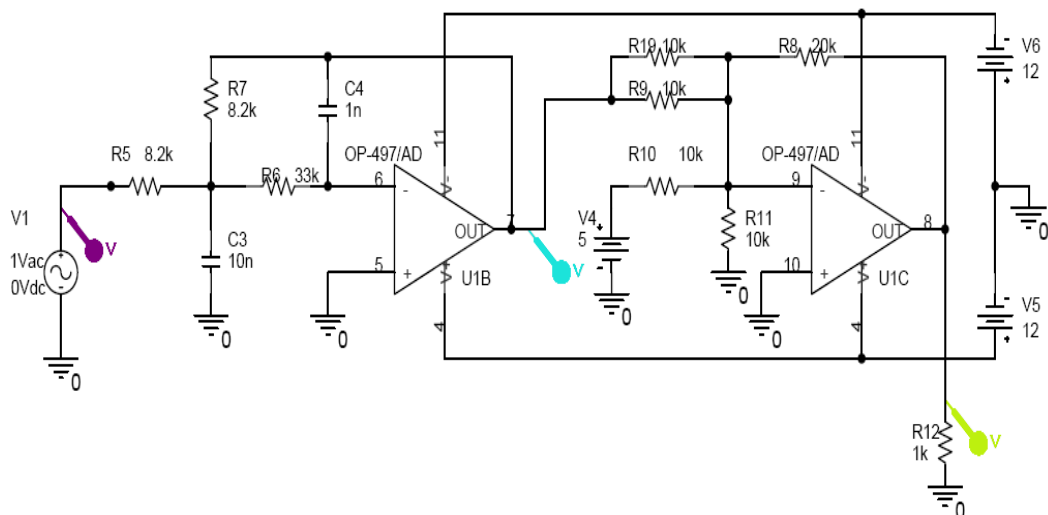 R19 10k
R8 20k
V6
12
R7
8.2k
C4
1n
R9 10k
11
11
R5 8.2k
OP-497/AD
R10 10k
OP-497/AD
R6 33k
6
-
V-
9
-
V-
0
V1
V
7
OUT
V4
5
R11
10k
8
OUT
1Vac
0Vdc
C3
10n
5
+
V+
U1B
V
0
10
+
V+
U1C
V5
12
0
0
0
0
4
4
0
R12
1k
V
0